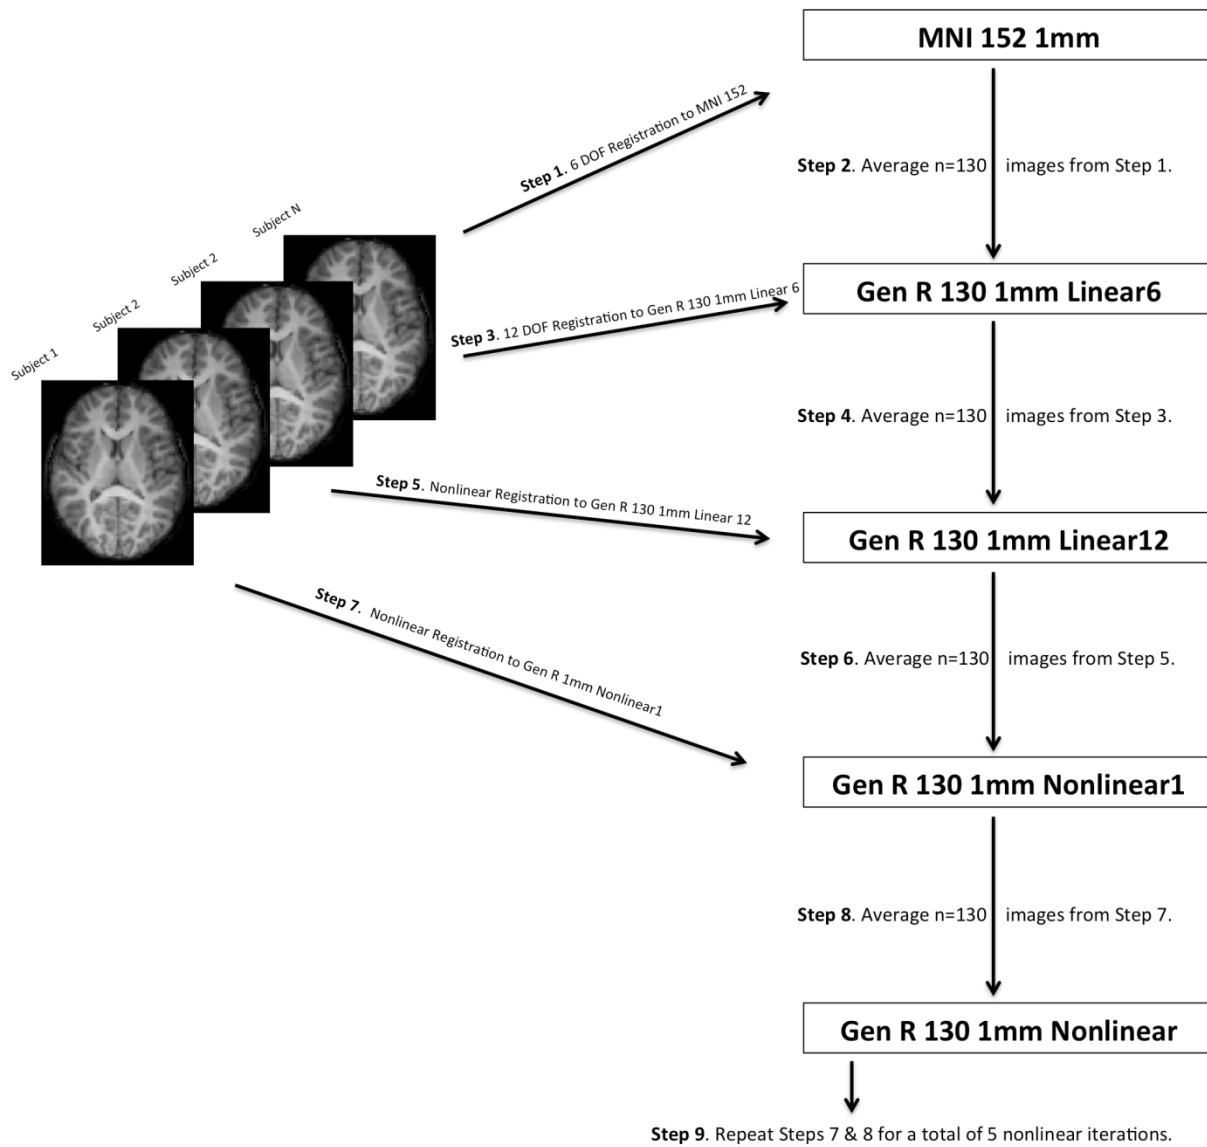 MNI 152 1mm
Step 1. 6 DOF Registration to MNI 152
Step 2. Average n=130 images from Step 1.
Subject N
Subject 2
Subject 2
Subject 1
Gen R 130 1mm Linear6
Step 3. 12 DOF Registration to Gen R 130 1mm Linear 6
Step 4. Average n=130 images from Step 3.
Step 5. Nonlinear Registration to Gen R 130 1mm Linear 12
Gen R 130 1mm Linear12
Step 7. Nonlinear Registration to Gen R 1mm Nonlinear1
Step 6. Average n=130 images from Step 5.
Gen R 130 1mm Nonlinear1
Step 8. Average n=130 images from Step 7.
Gen R 130 1mm Nonlinear
Step 9. Repeat Steps 7 & 8 for a total of 5 nonlinear iterations.